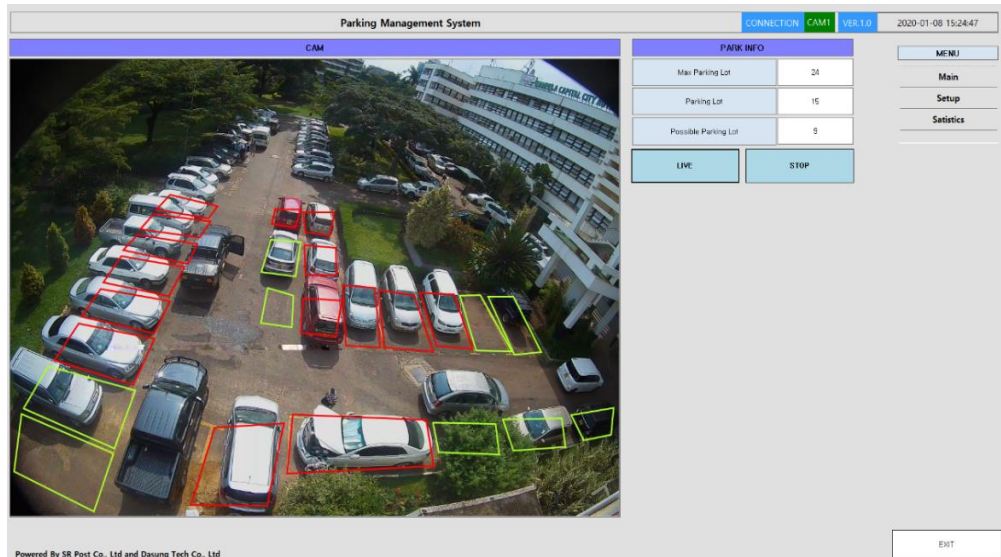 Parking Management System
CONNECTION CAM1 VER.1.0 2020-01-08 15:24:47
CAM
PARK INFO
MENU
Max Parking Lot 24
Main
Parking Lot 15
Setup
Possible Parking Lot 9
Satistics
LIVE STOP
CAPITAL CITY
EXIT
Powered By SR Post Co., Ltd and Dasung Tech Co., Ltd